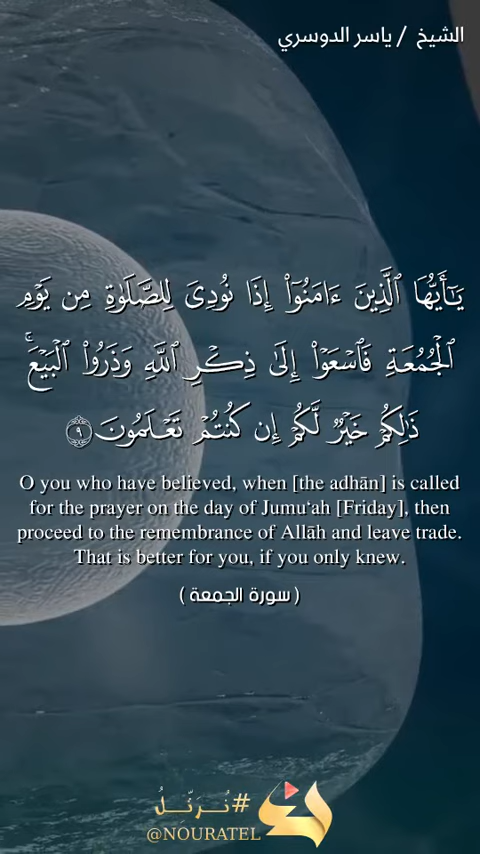 الشيخ / ياسر الدوسري
يَٰٓأَيُّهَا ٱلَّذِينَ ءَامَنُوٓا۟ إِذَا نُودِىَ لِلصَّلَوٰةِ مِن يَوْمِ
ٱلْجُمُعَةِ فَٱسْعَوْا۟ إِلَىٰ ذِكْرِ ٱللَّهِ وَذَرُوا۟ ٱلْبَيْعَ ۚ
ذَٰلِكُمْ خَيْرٌ لَّكُمْ إِن كُنتُمْ تَعْلَمُونَ ٩
O you who have believed, when [the adhān] is called
for the prayer on the day of Jumu‘ah [Friday], then
proceed to the remembrance of Allāh and leave trade.
That is better for you, if you only knew.
( سورة الجمعة )
#نُـرَتِّـلُ
@NOURATEL